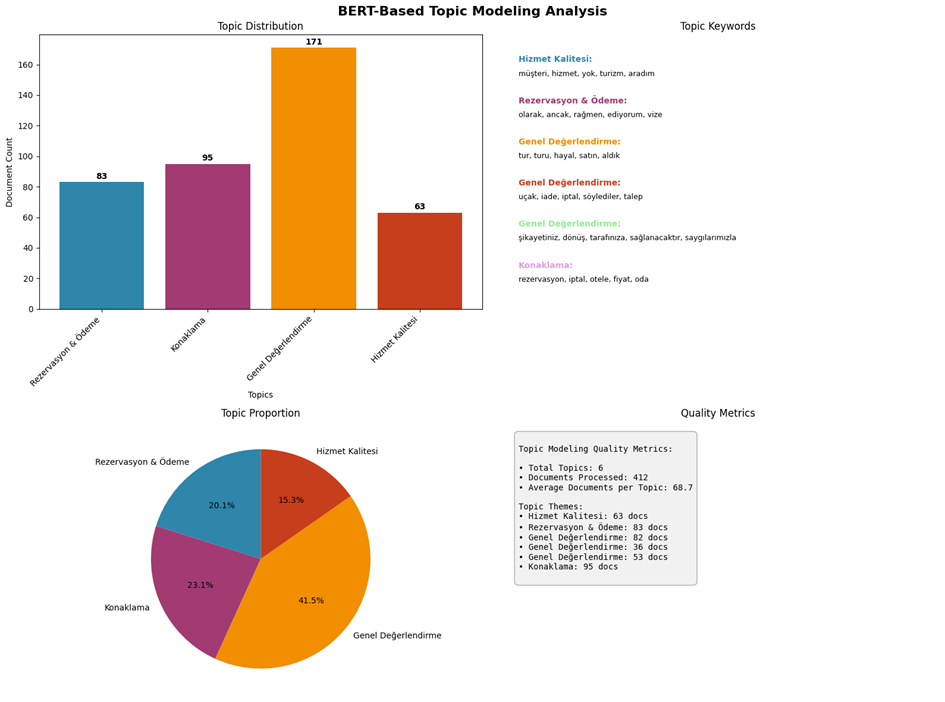 BERT-Based Topic Modeling Analysis
Topic Distribution
Document Count
0
20
40
60
80
100
120
140
160
83
95
171
63
Rezervasyon & Ödeme
Konaklama
Genel Değerlendirme
Hizmet Kalitesi
Topics
Topic Keywords
Hizmet Kalitesi:
müşteri, hizmet, yok, turizm, aradım
Rezervasyon & Ödeme:
olarak, ancak, rağmen, ediyorum, vize
Genel Değerlendirme:
tur, turu, hayal, satın, aldık
Genel Değerlendirme:
uçak, iade, iptal, söylediler, talep
Genel Değerlendirme:
şikayetiniz, dönüş, tarafınıza, sağlanacaktır, saygılarımızla
Konaklama:
rezervasyon, iptal, otele, fiyat, oda
Topic Proportion
Rezervasyon & Ödeme
20.1%
Konaklama
23.1%
Genel Değerlendirme
41.5%
Hizmet Kalitesi
15.3%
Quality Metrics
Topic Modeling Quality Metrics:
• Total Topics: 6
• Documents Processed: 412
• Average Documents per Topic: 68.7
Topic Themes:
• Hizmet Kalitesi: 63 docs
• Rezervasyon & Ödeme: 83 docs
• Genel Değerlendirme: 82 docs
• Genel Değerlendirme: 36 docs
• Genel Değerlendirme: 53 docs
• Konaklama: 95 docs